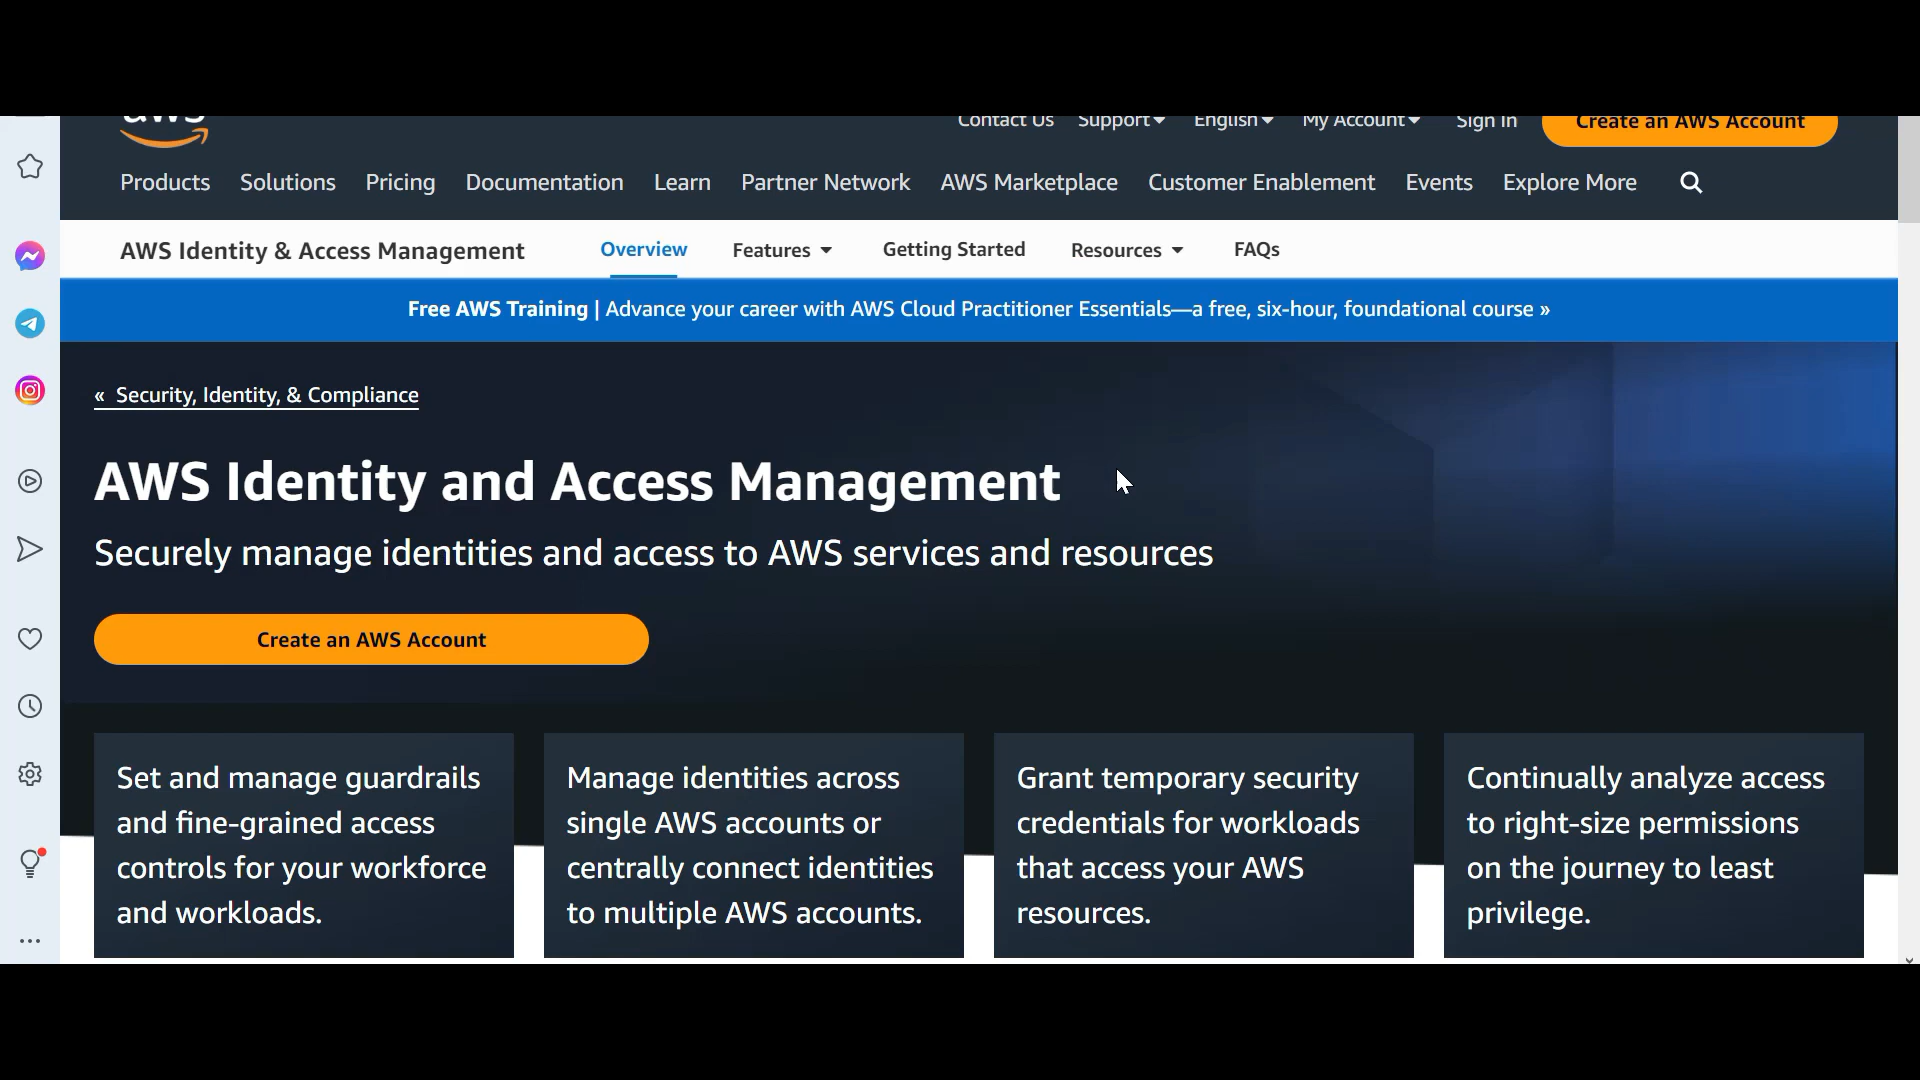 aws
Contact Us Support English My Account Sign In Create an AWS Account
Products Solutions Pricing Documentation Learn Partner Network AWS Marketplace Customer Enablement Events Explore More
AWS Identity & Access Management Overview Features Getting Started Resources FAQs
Free AWS Training | Advance your career with AWS Cloud Practitioner Essentials—a free, six-hour, foundational course »
« Security, Identity, & Compliance
AWS Identity and Access Management
Securely manage identities and access to AWS services and resources
Create an AWS Account
Set and manage guardrails
and fine-grained access
controls for your workforce
and workloads.
Manage identities across
single AWS accounts or
centrally connect identities
to multiple AWS accounts.
Grant temporary security
credentials for workloads
that access your AWS
resources.
Continually analyze access
to right-size permissions
on the journey to least
privilege.